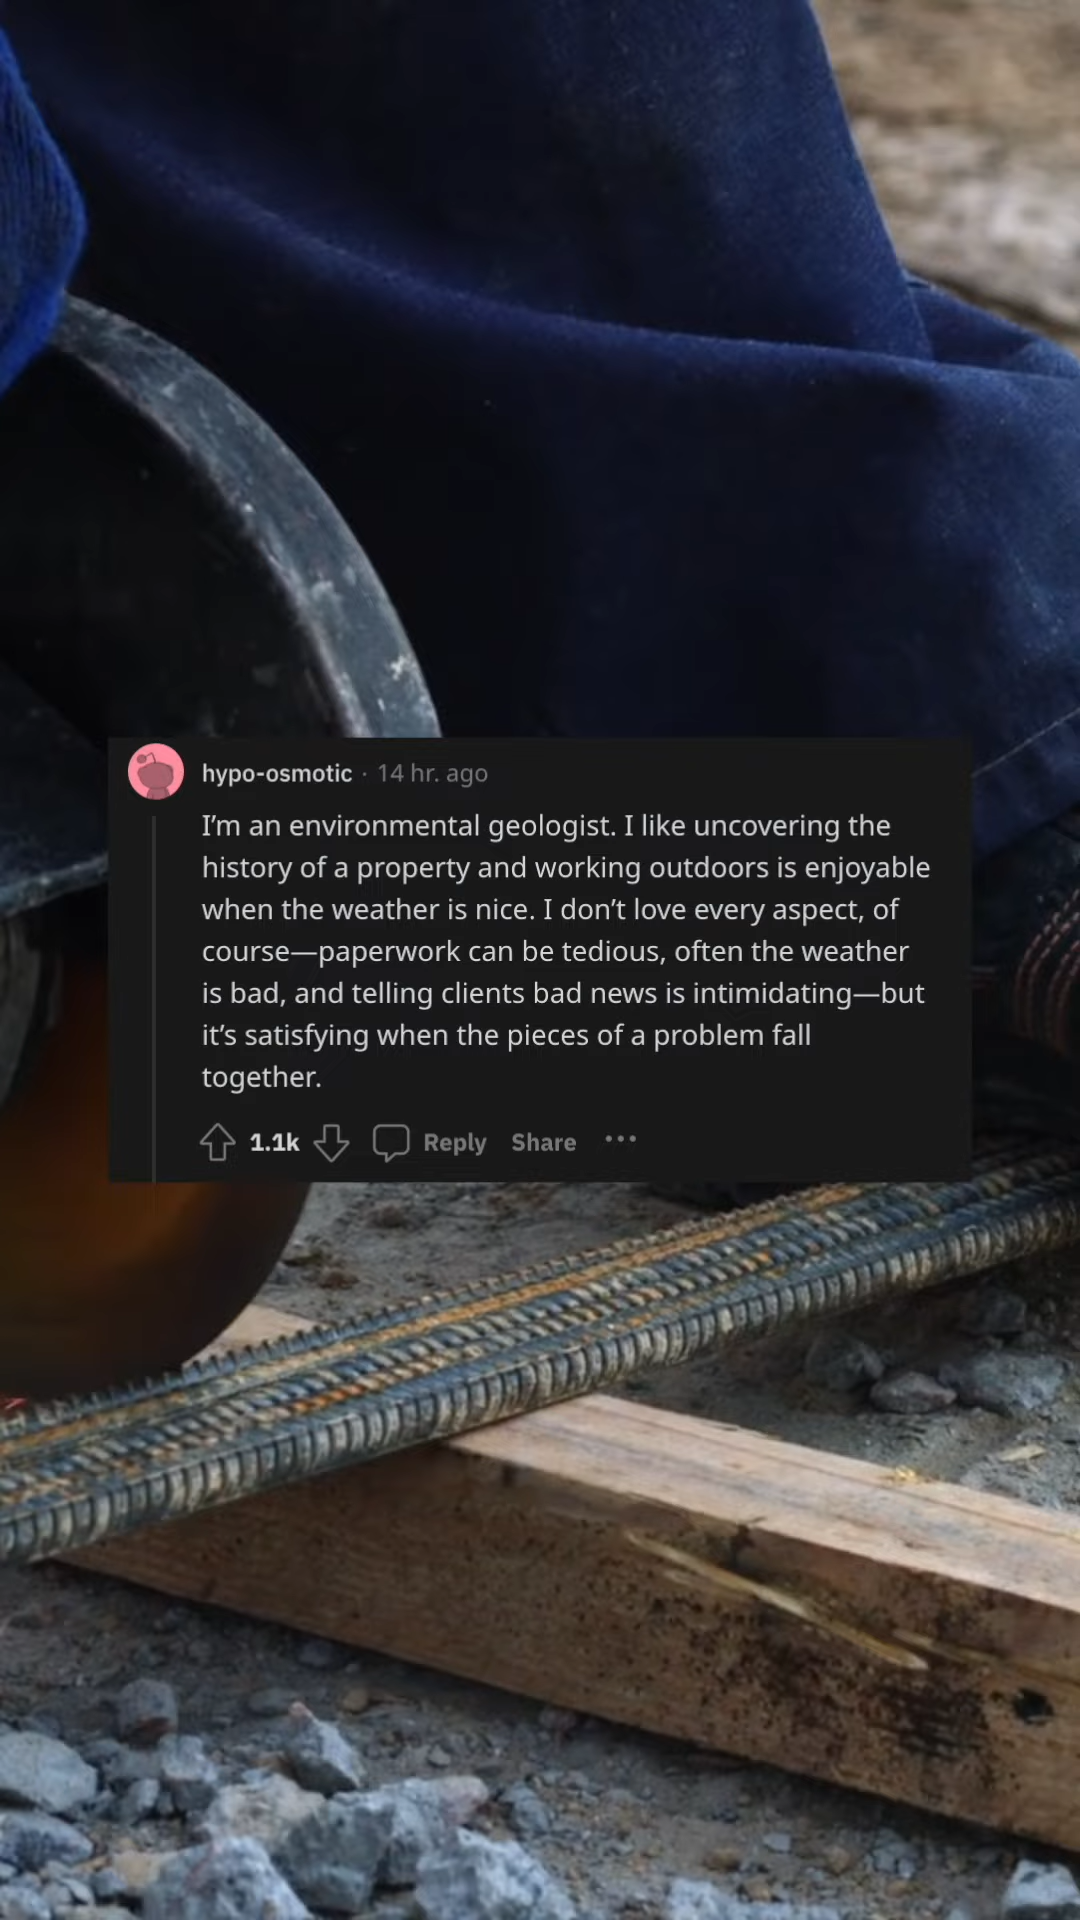 hypo-osmotic · 14 hr. ago
I’m an environmental geologist. I like uncovering the
history of a property and working outdoors is enjoyable
when the weather is nice. I don’t love every aspect, of
course—paperwork can be tedious, often the weather
is bad, and telling clients bad news is intimidating—but
it’s satisfying when the pieces of a problem fall
together.
1.1k Reply Share •••